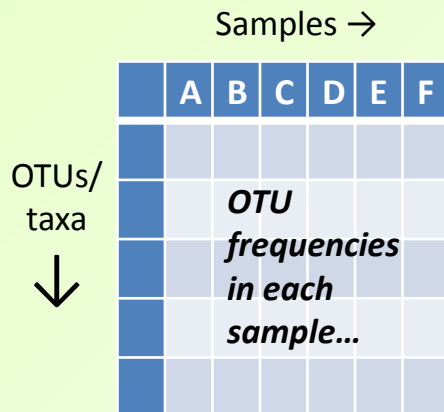 Samples →
A B C D E F
OTUs/
taxa
↓
OTU
frequencies
in each
sample...